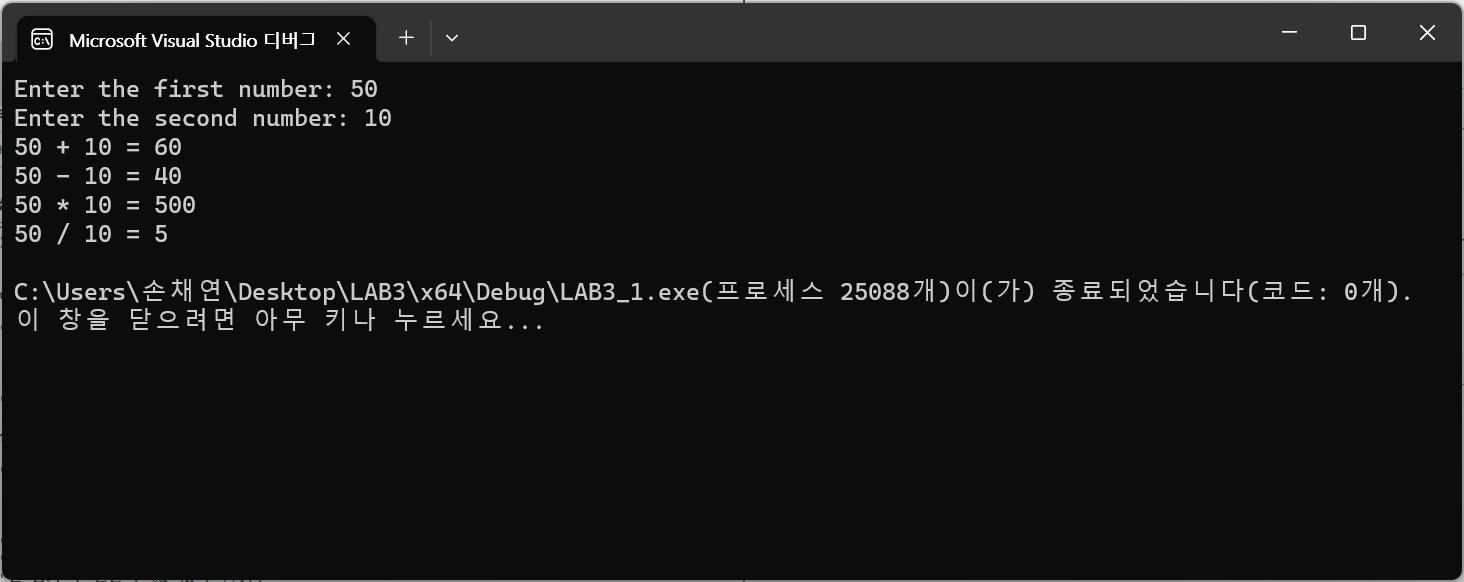 Microsoft Visual Studio 디버그
Enter the first number: 50
Enter the second number: 10
50 + 10 = 60
50 - 10 = 40
50 * 10 = 500
50 / 10 = 5
C:\Users\손채연\Desktop\LAB3\x64\Debug\LAB3_1.exe(프로세스 25088개)이(가) 종료되었습니다(코드: 0개).
이 창을 닫으려면 아무 키나 누르세요...